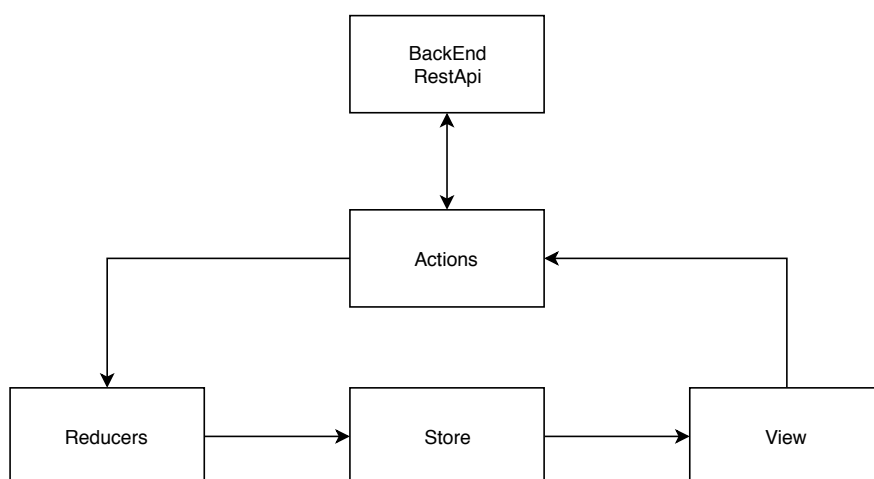 BackEnd
RestApi
Actions
Reducers
Store
View